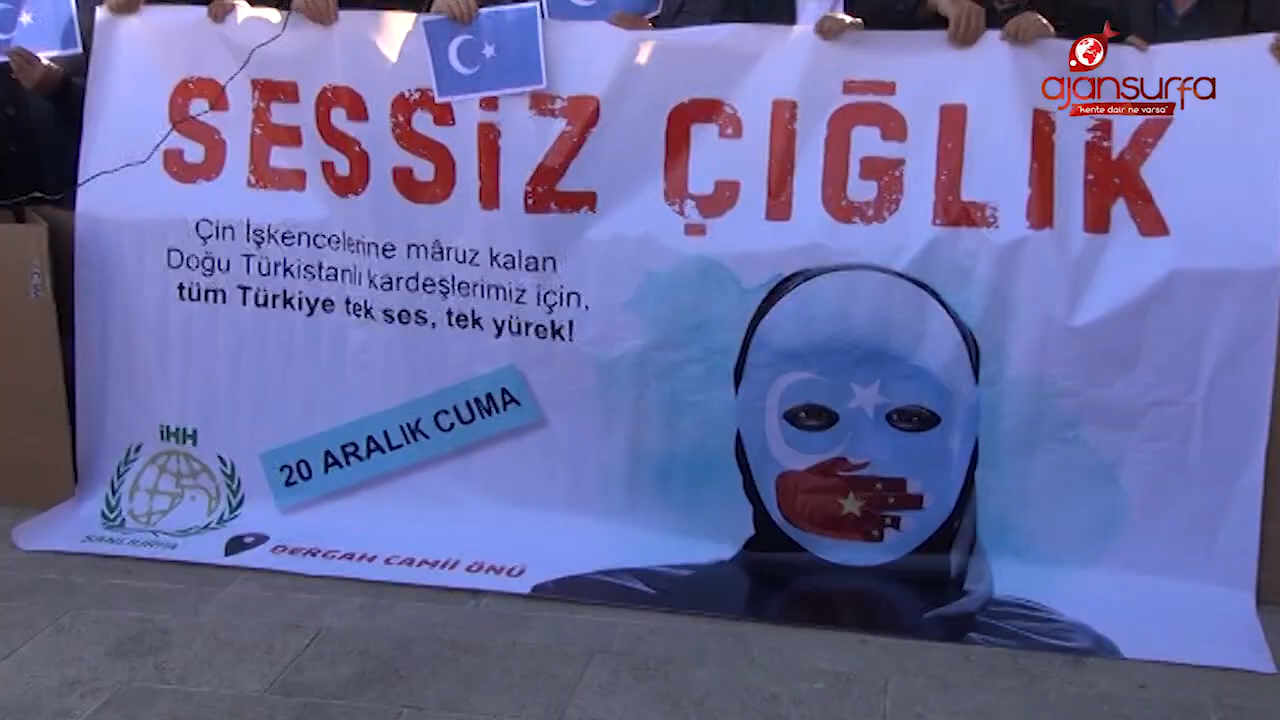 ajansurfa
"kente dair ne varsa"
SESSİZ ÇIĞLIK
Çin İşkencelerine mâruz kalan
Doğu Türkistanlı kardeşlerimiz için,
tüm Türkiye tek ses, tek yürek!
20 ARALIK CUMA
İHH
ŞANLIURFA
DERGAH CAMİİ ÖNÜ